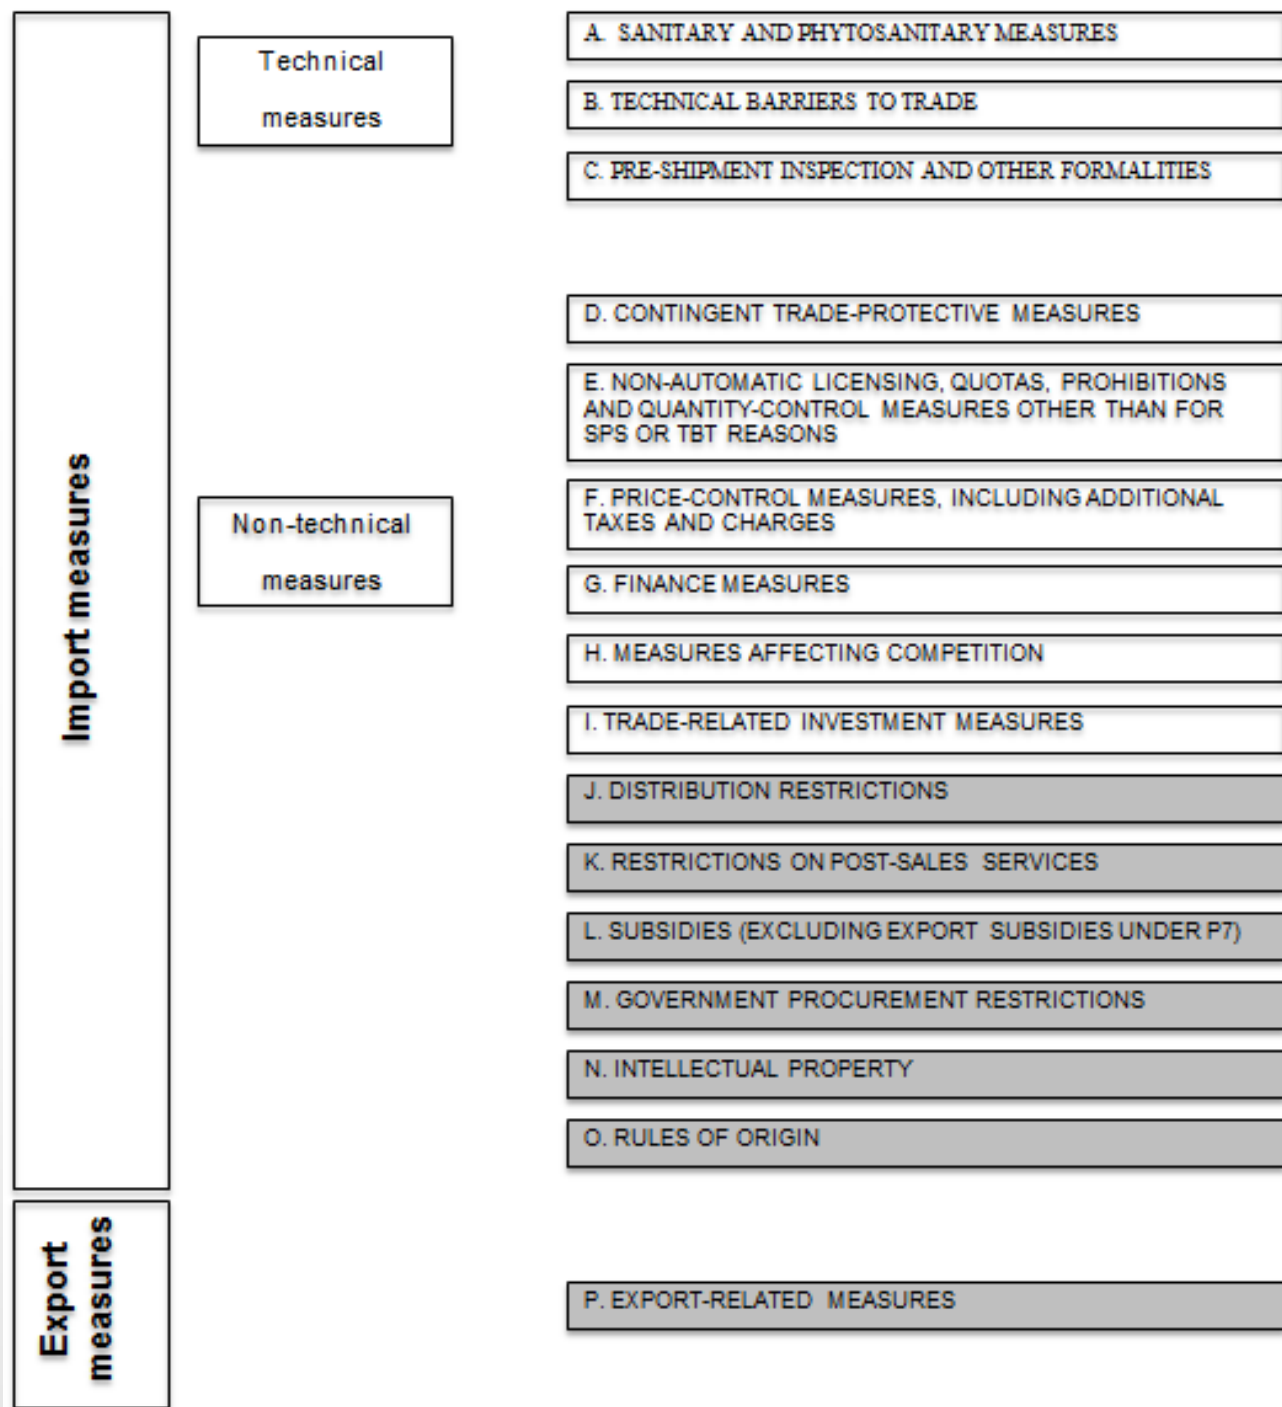 Import measures
Technical
measures
A. SANITARY AND PHYTOSANITARY MEASURES
B. TECHNICAL BARRIERS TO TRADE
C. PRE-SHIPMENT INSPECTION AND OTHER FORMALITIES
Non-technical
measures
D. CONTINGENT TRADE-PROTECTIVE MEASURES
E. NON-AUTOMATIC LICENSING, QUOTAS, PROHIBITIONS
AND QUANTITY-CONTROL MEASURES OTHER THAN FOR
SPS OR TBT REASONS
F. PRICE-CONTROL MEASURES, INCLUDING ADDITIONAL
TAXES AND CHARGES
G. FINANCE MEASURES
H. MEASURES AFFECTING COMPETITION
I. TRADE-RELATED INVESTMENT MEASURES
J. DISTRIBUTION RESTRICTIONS
K. RESTRICTIONS ON POST-SALES SERVICES
L. SUBSIDIES (EXCLUDING EXPORT SUBSIDIES UNDER P7)
M. GOVERNMENT PROCUREMENT RESTRICTIONS
N. INTELLECTUAL PROPERTY
O. RULES OF ORIGIN
Export
measures
P. EXPORT-RELATED MEASURES